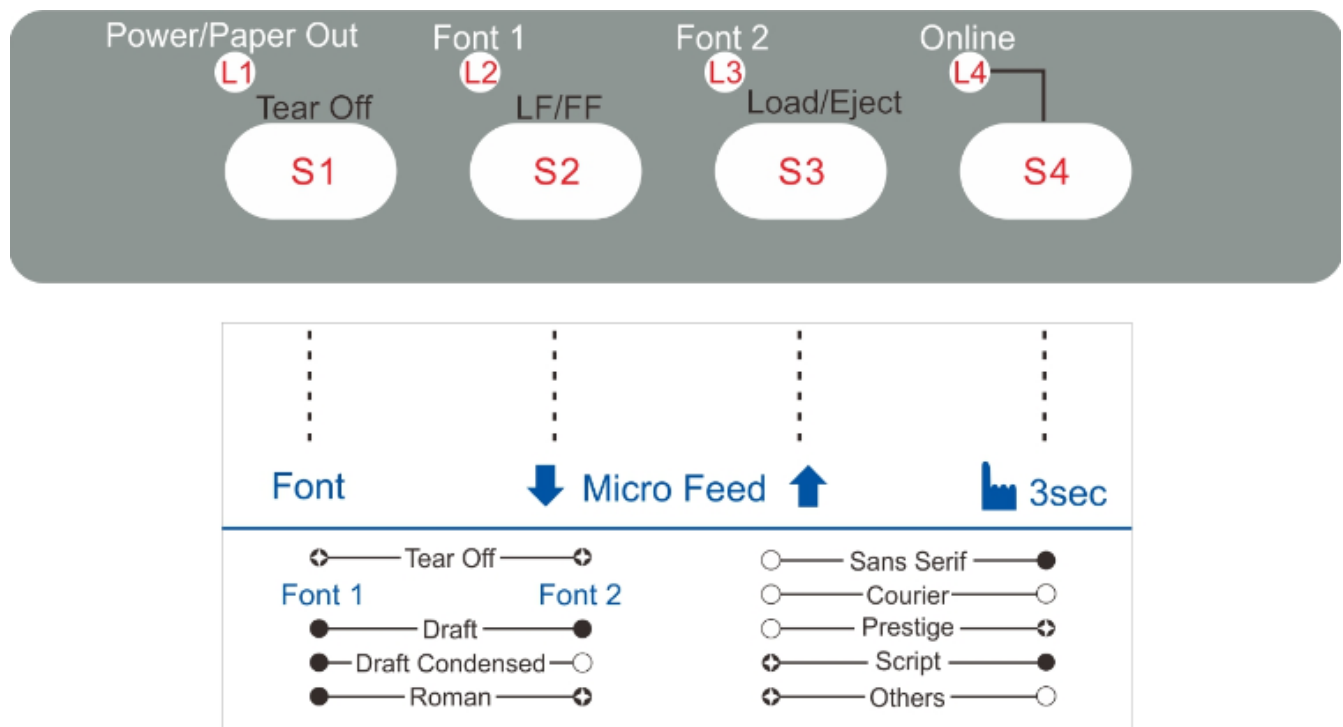 Power/Paper Out Font 1 Font 2 Online
L1 L2 L3 L4
Tear Off LF/FF Load/Eject
S1 S2 S3 S4
Font Micro Feed 3sec
Tear Off Sans Serif
Font 1 Font 2 Courier
Draft Prestige
Draft Condensed Script
Roman Others